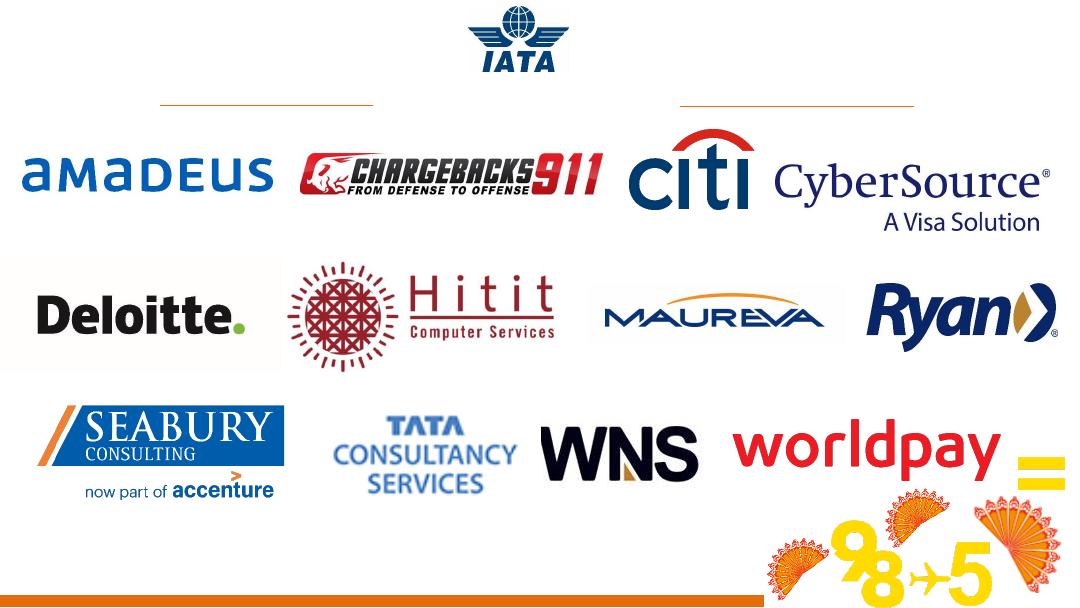 IATA
amadeus
CHARGEBACKS911
FROM DEFENSE TO OFFENSE
citi
CyberSource®
A Visa Solution
Deloitte.
Hitit
Computer Services
MAUREVA
Ryan®
SEABURY
CONSULTING
now part of accenture
TATA
CONSULTANCY
SERVICES
WNS
worldpay
=
98 5